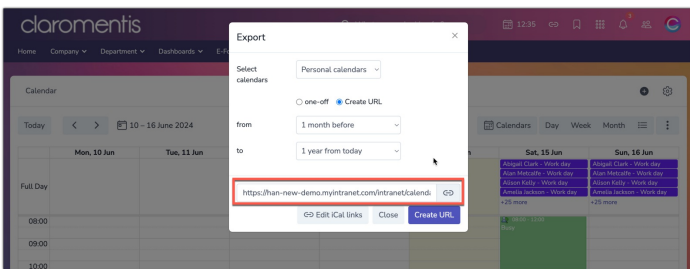 claromentis
12:35
Home Company Department Dashboards
Export
Select calendars
Personal calendars
one-off Create URL
from
1 month before
to
1 year from today
https://han-new-demo.myintranet.com/intranet/calenda
Edit iCal links Close Create URL
Calendar
Today 10 – 16 June 2024 Calendars Day Week Month
Mon, 10 Jun Tue, 11 Jun Sat, 15 Jun Sun, 16 Jun
Full Day
Abigail Clark - Work day Abigail Clark - Work day
Alan Metcalfe - Work day Alan Metcalfe - Work day
Alison Kelly - Work day Alison Kelly - Work day
Amelia Jackson - Work day Amelia Jackson - Work day
+25 more +25 more
08:00
Busy
09:00
10:00